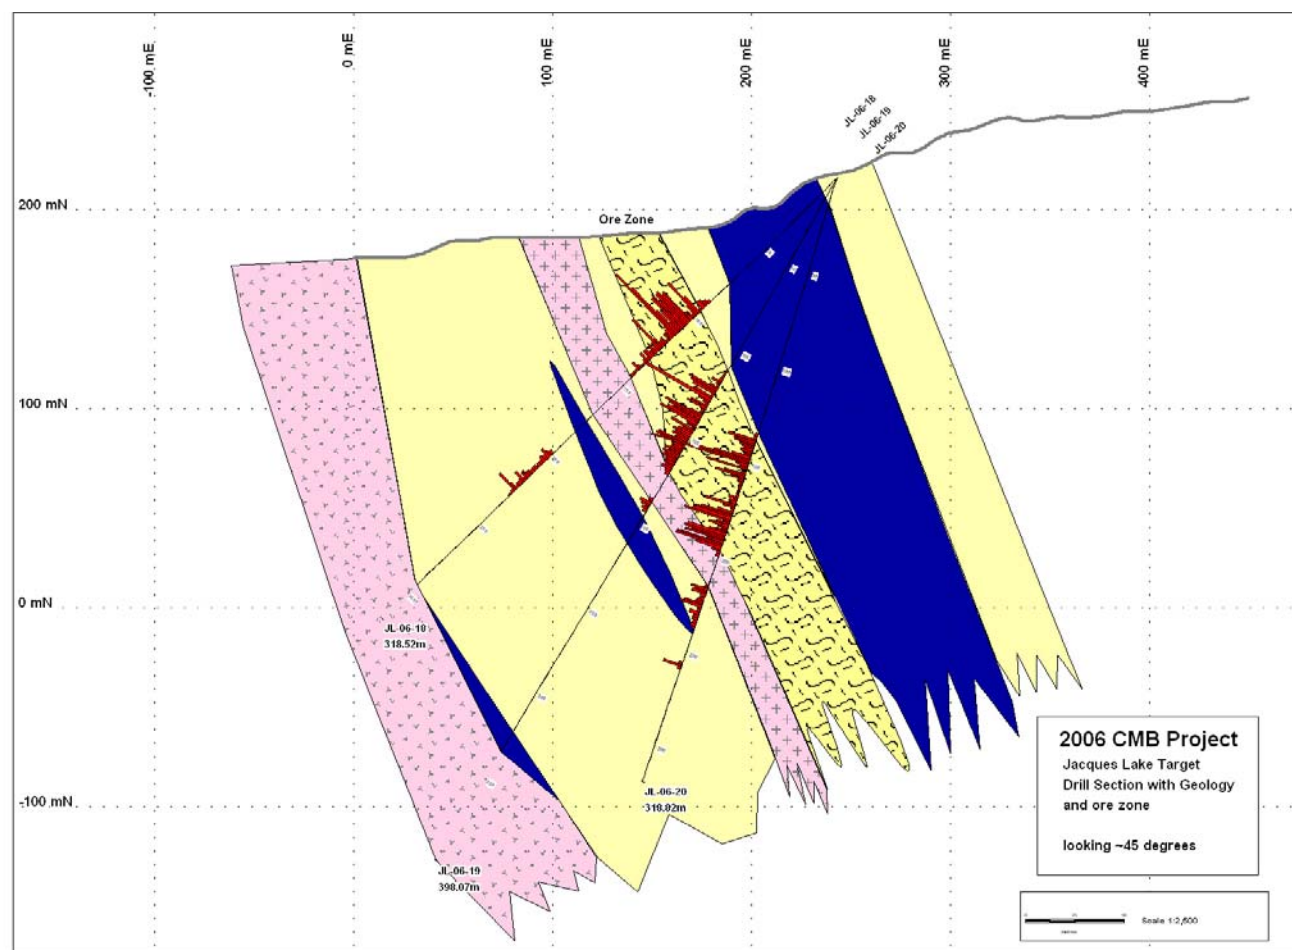 -100 mE
0 mE
100 mE
200 mE
300 mE
400 mE
JL-06-18
JL-06-19
JL-06-20
200 mN
Ore Zone
100 mN
0 mN
JL-06-18
318.52m
-100 mN
JL-06-20
318.82m
JL-06-19
398.07m
2006 CMB Project
Jacques Lake Target
Drill Section with Geology
and ore zone
looking ~45 degrees
Scale 1:2,500